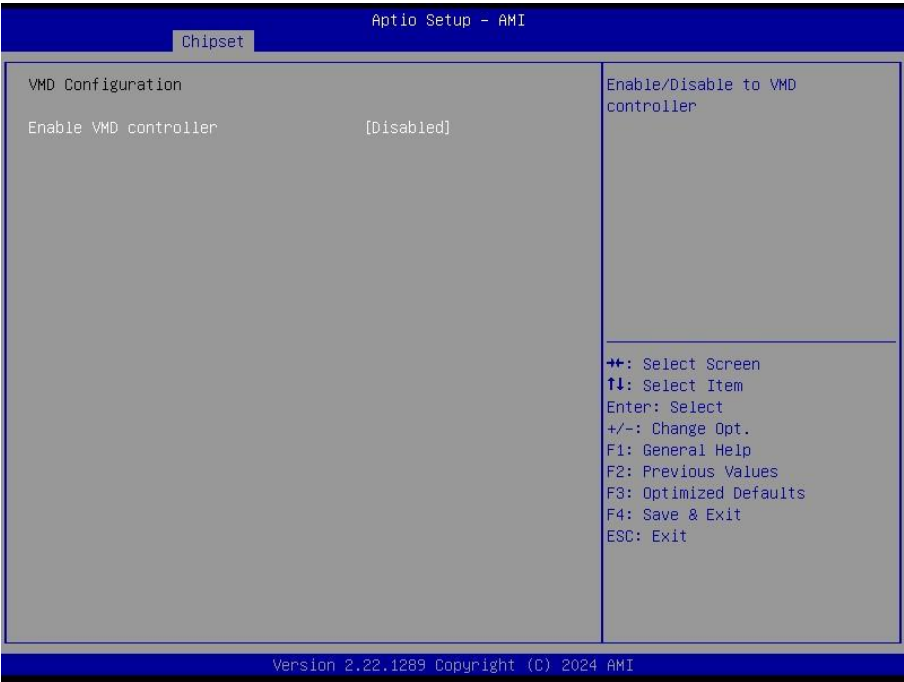 Aptio Setup - AMI
Chipset
VMD Configuration
Enable VMD controller [Disabled]
Enable/Disable to VMD
controller
→←: Select Screen
↑↓: Select Item
Enter: Select
+/-: Change Opt.
F1: General Help
F2: Previous Values
F3: Optimized Defaults
F4: Save & Exit
ESC: Exit
Version 2.22.1289 Copyright (C) 2024 AMI